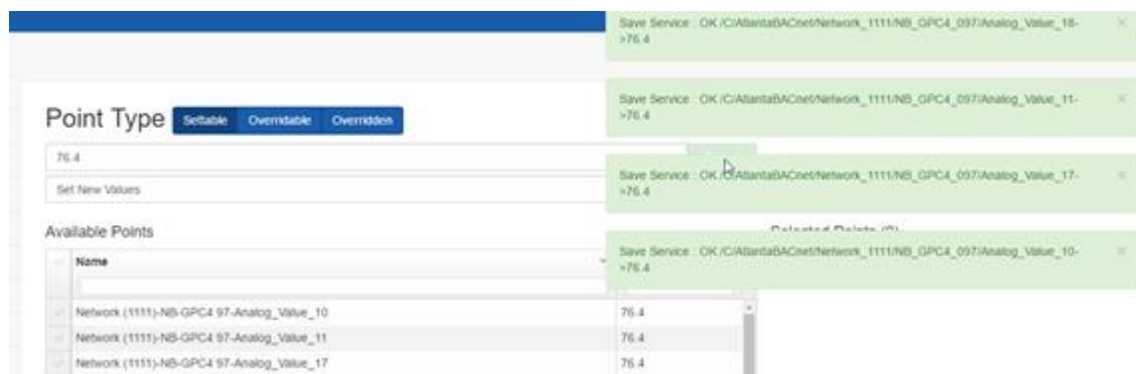 Save Service : OK /C/AtlantaBACnet/Network_1111/NB_GPC4_097/Analog_Value_18-
>76.4
Point Type Settable Overridable Overridden
Save Service : OK /C/AtlantaBACnet/Network_1111/NB_GPC4_097/Analog_Value_11-
>76.4
76.4
Save Service : OK /C/AtlantaBACnet/Network_1111/NB_GPC4_097/Analog_Value_17-
>76.4
Set New Values
Available Points
Selected Points (0)
Save Service : OK /C/AtlantaBACnet/Network_1111/NB_GPC4_097/Analog_Value_10-
>76.4
Name
Network (1111)-NB-GPC4 97-Analog_Value_10 76.4
Network (1111)-NB-GPC4 97-Analog_Value_11 76.4
Network (1111)-NB-GPC4 97-Analog_Value_17 76.4